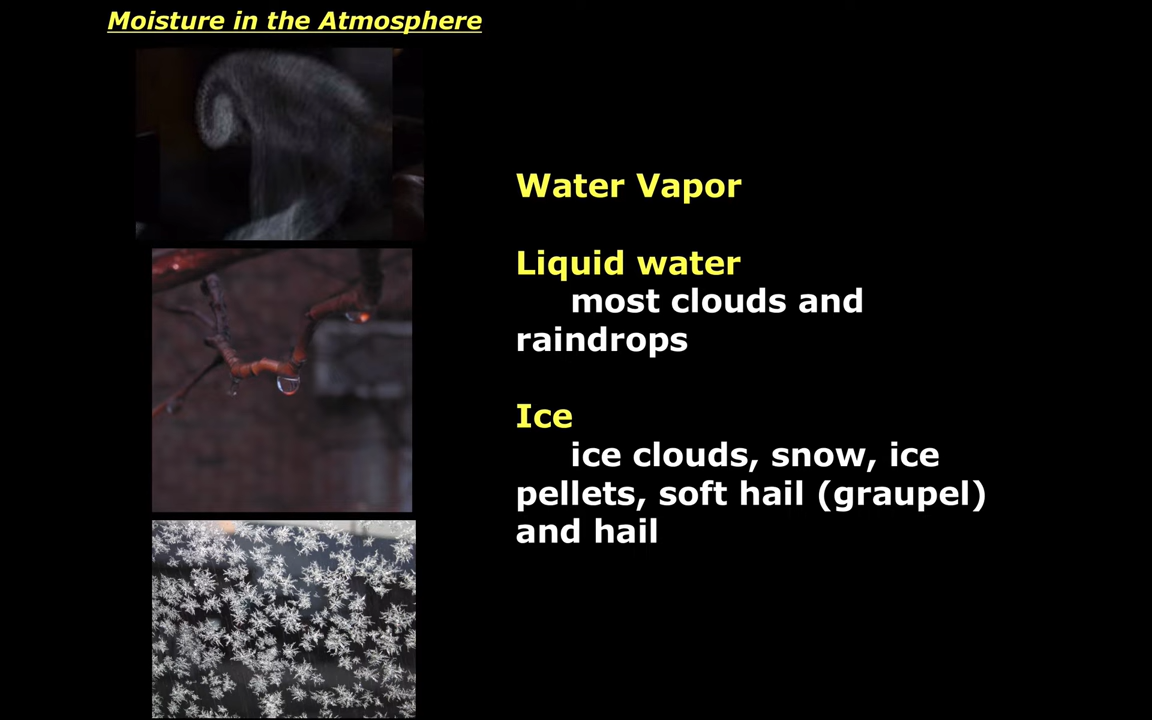 Moisture in the Atmosphere
Water Vapor
Liquid water
most clouds and
raindrops
Ice
ice clouds, snow, ice
pellets, soft hail (graupel)
and hail